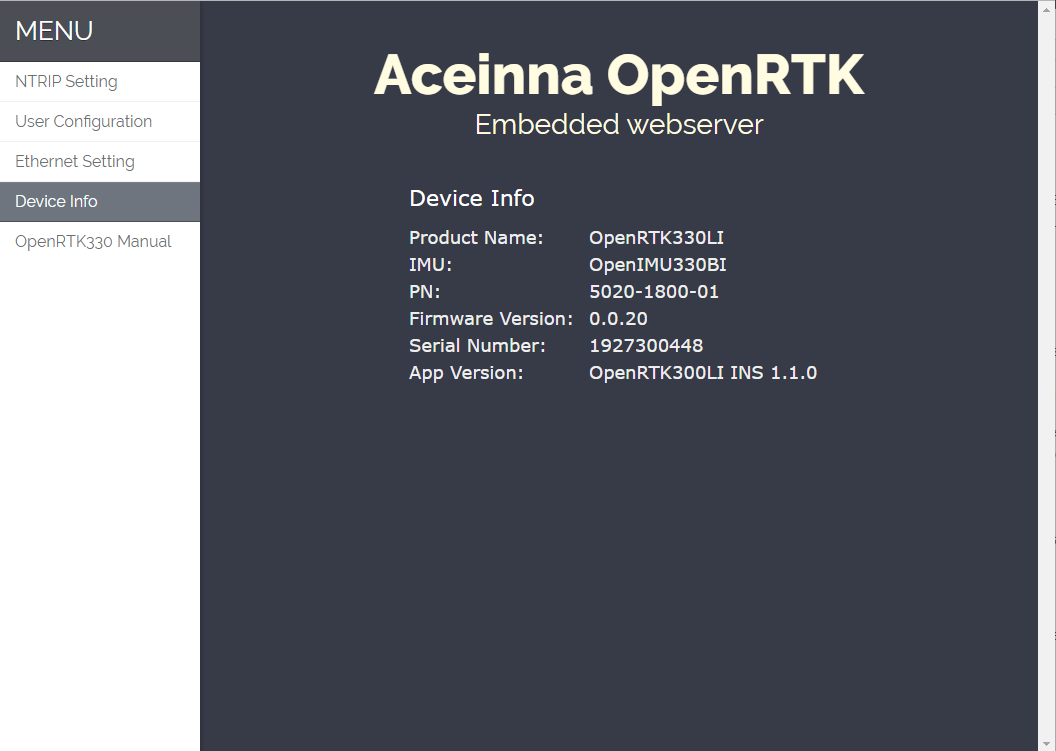 MENU
NTRIP Setting
User Configuration
Ethernet Setting
Device Info
OpenRTK330 Manual
Aceinna OpenRTK
Embedded webserver
Device Info
Product Name: OpenRTK330LI
IMU: OpenIMU330BI
PN: 5020-1800-01
Firmware Version: 0.0.20
Serial Number: 1927300448
App Version: OpenRTK300LI INS 1.1.0